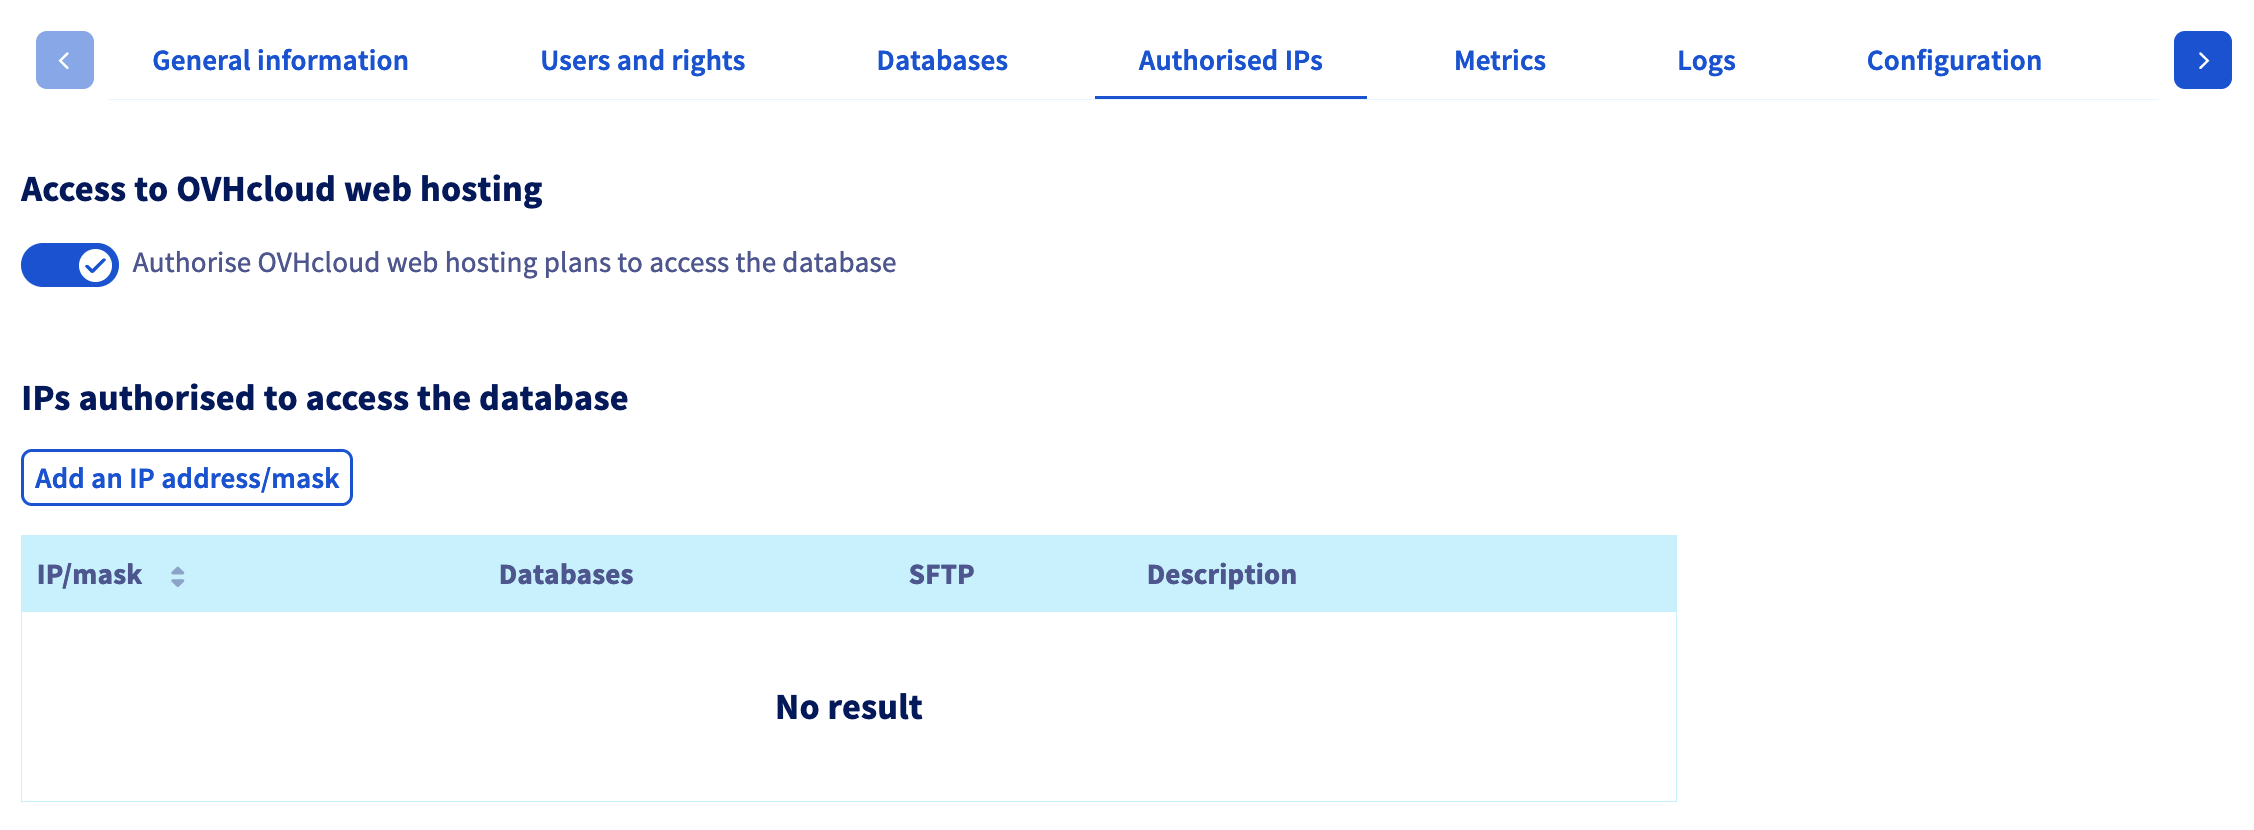 General information Users and rights Databases Authorised IPs Metrics Logs Configuration
Access to OVHcloud web hosting
Authorise OVHcloud web hosting plans to access the database
IPs authorised to access the database
Add an IP address/mask
IP/mask Databases SFTP Description
No result